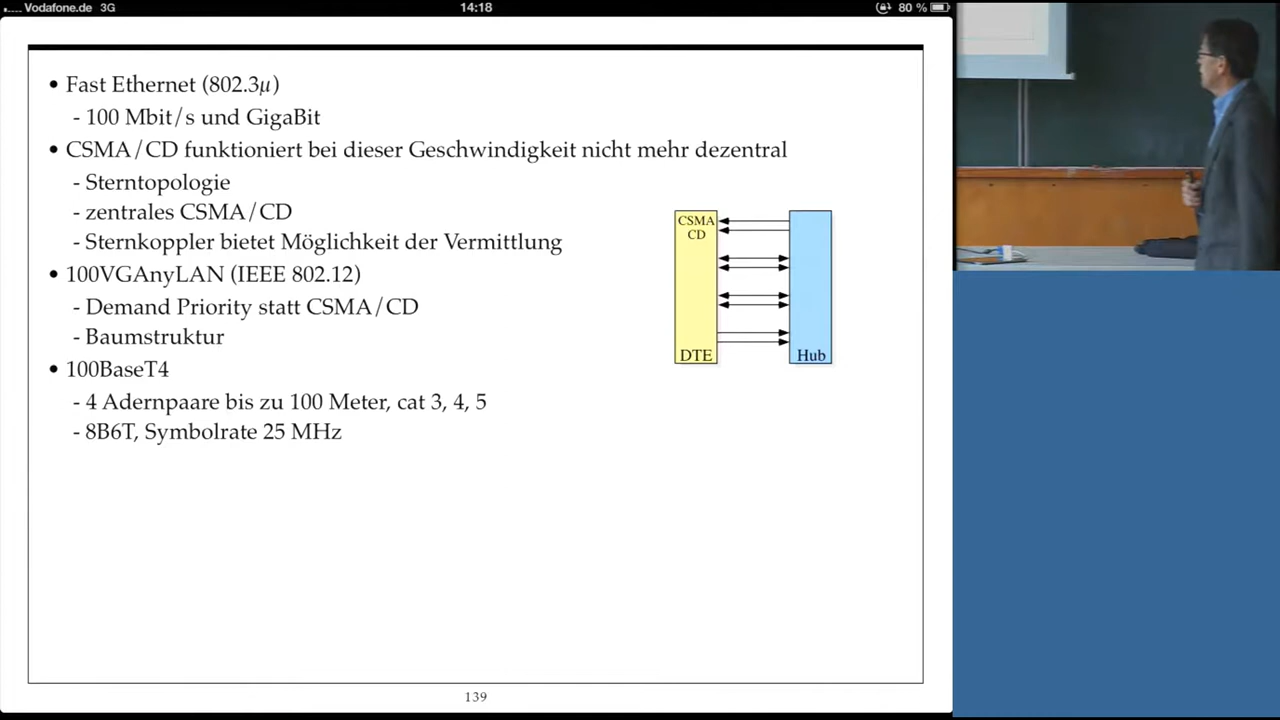 Vodafone.de 3G 14:18 80 %
• Fast Ethernet (802.3μ)
- 100 Mbit/s und GigaBit
• CSMA/CD funktioniert bei dieser Geschwindigkeit nicht mehr dezentral
- Sterntopologie
- zentrales CSMA/CD
- Sternkoppler bietet Möglichkeit der Vermittlung
• 100VGAnyLAN (IEEE 802.12)
- Demand Priority statt CSMA/CD
- Baumstruktur
• 100BaseT4
- 4 Adernpaare bis zu 100 Meter, cat 3, 4, 5
- 8B6T, Symbolrate 25 MHz
CSMA
CD
DTE
Hub
139